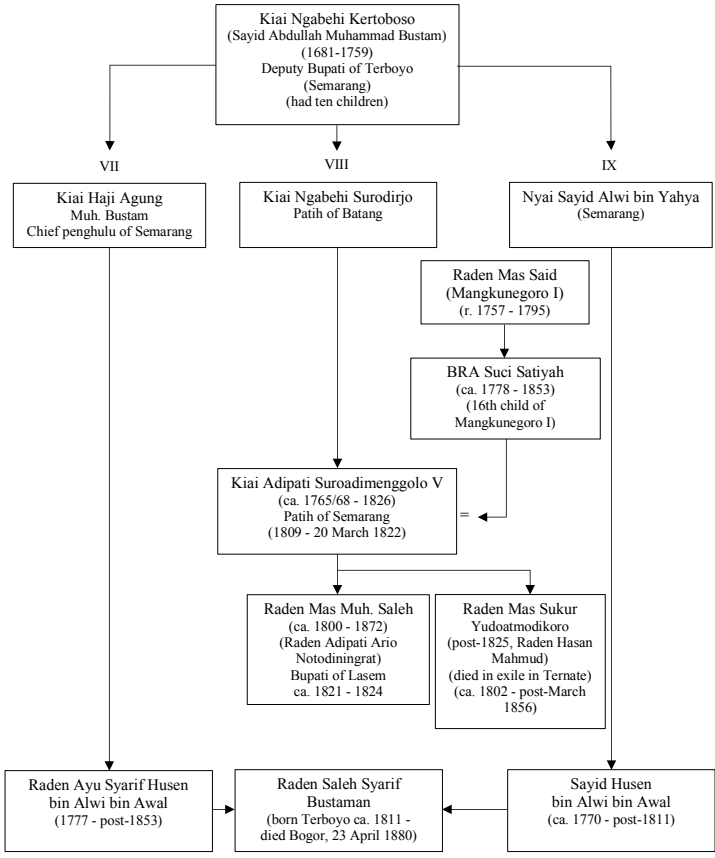 Kiai Ngabehi Kertoboso
(Sayid Abdullah Muhammad Bustam)
(1681-1759)
Deputy Bupati of Terboyo
(Semarang)
(had ten children)
VII
VIII
IX
Kiai Haji Agung
Muh. Bustam
Chief penghulu of Semarang
Kiai Ngabehi Surodirjo
Patih of Batang
Nyai Sayid Alwi bin Yahya
(Semarang)
Raden Mas Said
(Mangkunegoro I)
(r. 1757 - 1795)
BRA Suci Satiyah
(ca. 1778 - 1853)
(16th child of
Mangkunegoro I)
Kiai Adipati Suroadimenggolo V
(ca. 1765/68 - 1826)
Patih of Semarang
(1809 - 20 March 1822)
=
Raden Mas Muh. Saleh
(ca. 1800 - 1872)
(Raden Adipati Ario
Notodiningrat)
Bupati of Lasem
ca. 1821 - 1824
Raden Mas Sukur
Yudoatmodikoro
(post-1825, Raden Hasan
Mahmud)
(died in exile in Ternate)
(ca. 1802 - post-March
1856)
Raden Ayu Syarif Husen
bin Alwi bin Awal
(1777 - post-1853)
Raden Saleh Syarif
Bustaman
(born Terboyo ca. 1811 -
died Bogor, 23 April 1880)
Sayid Husen
bin Alwi bin Awal
(ca. 1770 - post-1811)